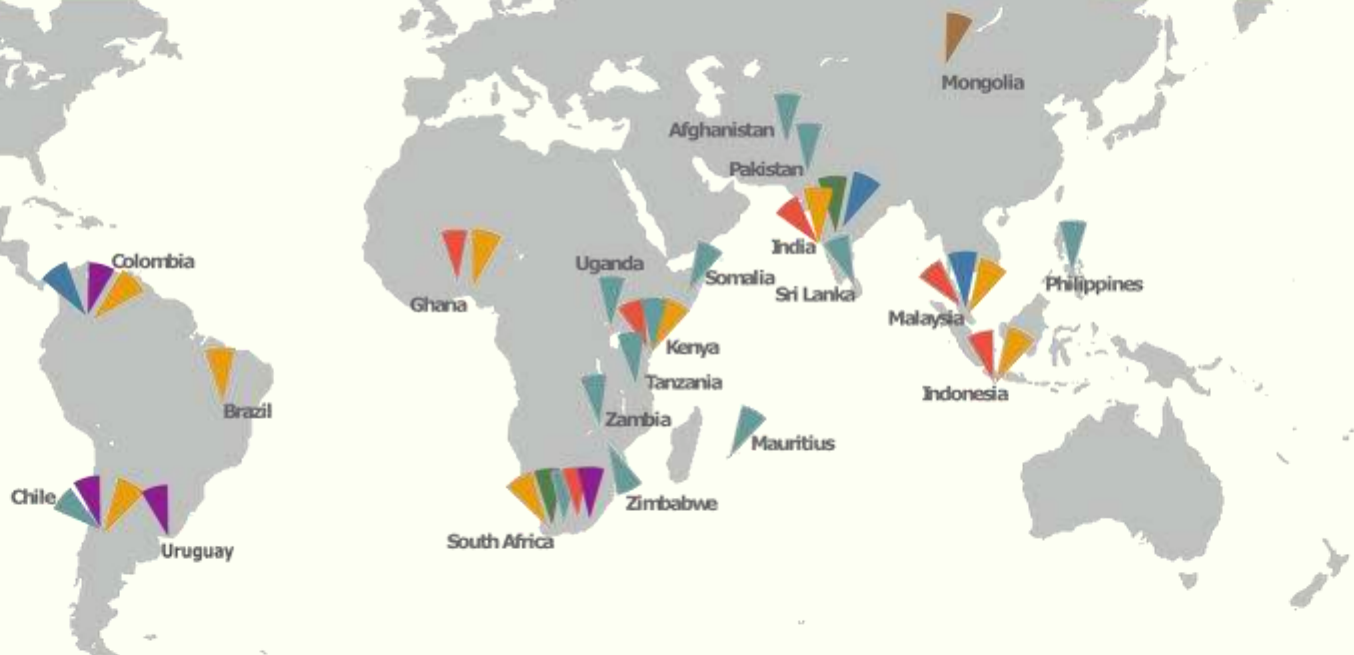 Mongolia
Afghanistan
Pakistan
India
Sri Lanka
Colombia
Uganda
Somalia
Ghana
Philippines
Malaysia
Kenya
Tanzania
Indonesia
Brazil
Zambia
Mauritius
Chile
Zimbabwe
South Africa
Uruguay